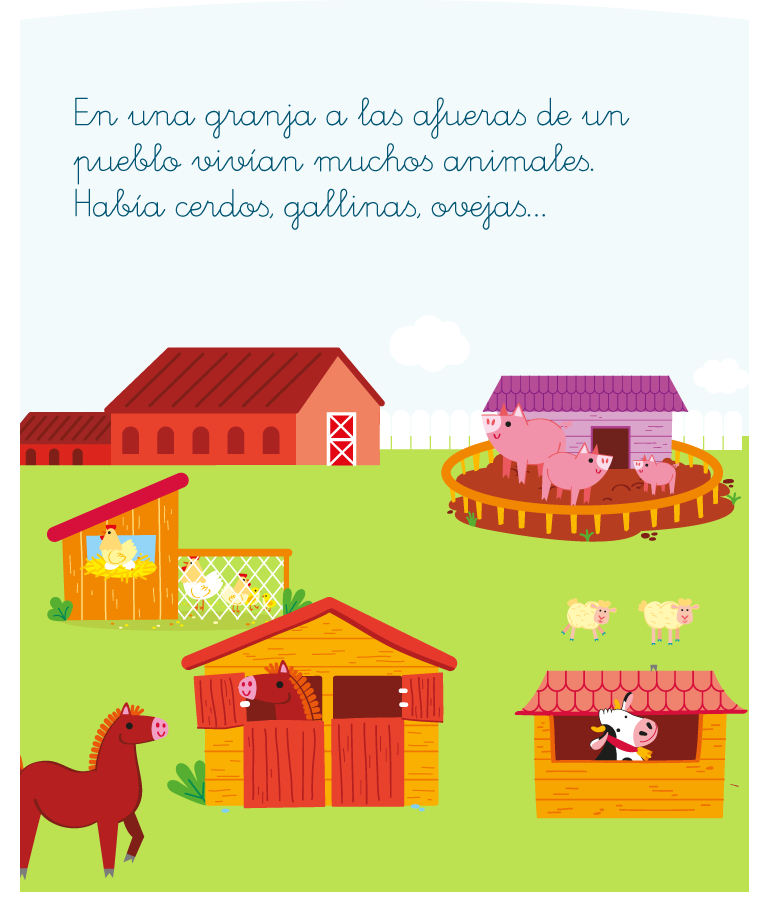 En una granja a las afueras de un
pueblo vivían muchos animales.
Había cerdos, gallinas, ovejas...